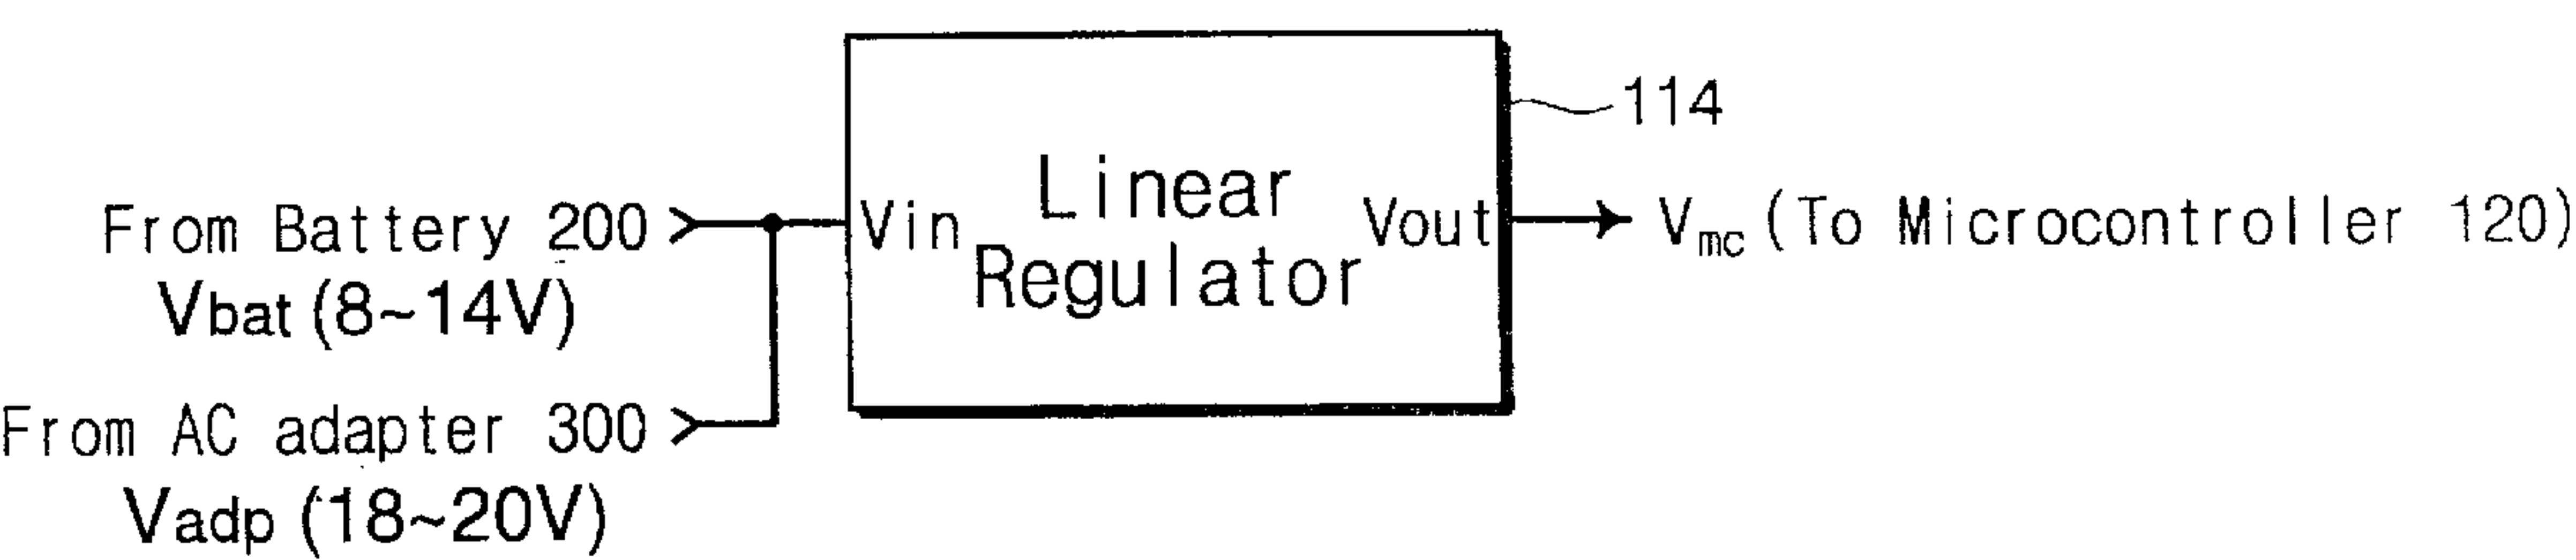 114
Linear
Regulator
Vin
Vout
From Battery 200
Vbat (8~14V)
From AC adapter 300
Vadp (18~20V)
Vmc (To Microcontroller 120)